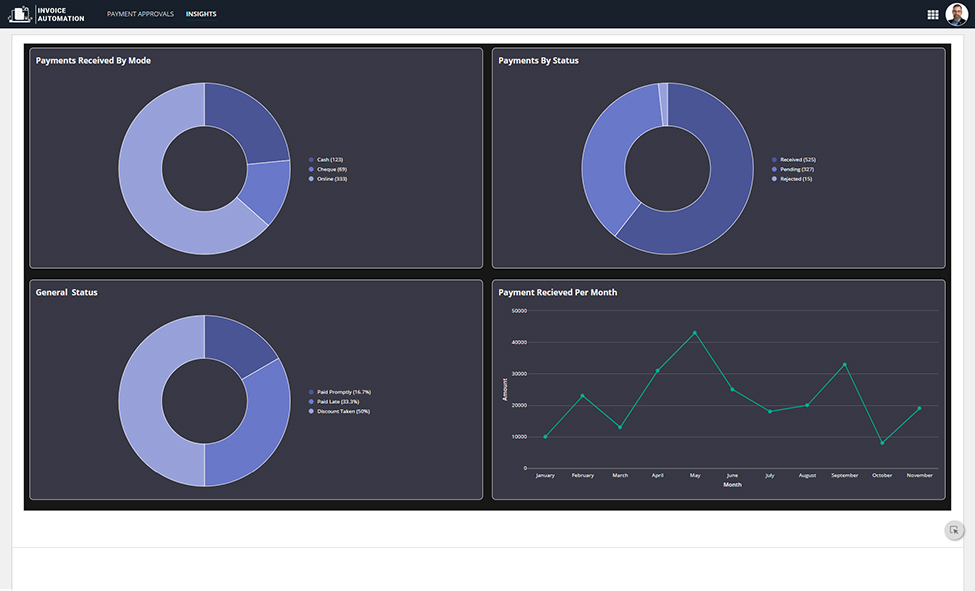 INVOICE
AUTOMATION
PAYMENT APPROVALS
INSIGHTS
Payments Received By Mode
Cash (123)
Cheque (69)
Online (333)
Payments By Status
Received (525)
Pending (327)
Rejected (15)
General Status
Paid Promptly (16.7%)
Paid Late (33.3%)
Discount Taken (50%)
Payment Recieved Per Month
50000
40000
30000
20000
10000
0
Amount
January February March April May June July August September October November
Month